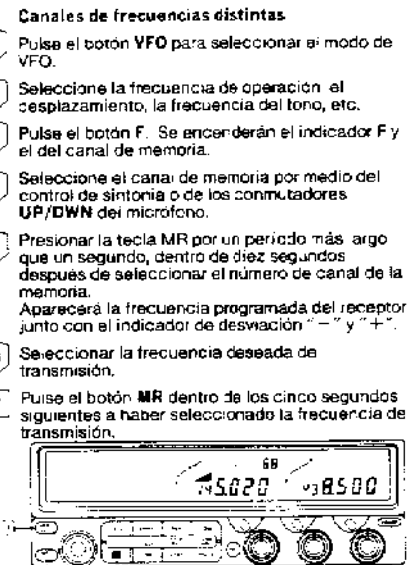 Canales de frecuencias distintas
Pulse el botón VFO para seleccionar el modo de
VFO.
Seleccione la frecuencia de operación el
desplazamiento, la frecuencia del tono, etc.
Pulse el botón F. Se encenderán el indicador F y
el del canal de memoria.
Seleccione el canal de memoria por medio del
control de sintonia o de los conmutadores
UP/DWN del micrófono.
Presionar la tecla MR por un período más largo
que un segundo, dentro de diez segundos
después de seleccionar el número de canal de la
memoria.
Aparecerá la frecuencia programada del receptor
junto con el indicador de desviación "−" y "+".
Seleccionar la frecuencia deseada de
transmisión.
Pulse el botón MR dentro de los cinco segundos
siguientes a haber seleccionado la frecuencia de
transmisión.
68
145.020 438.500